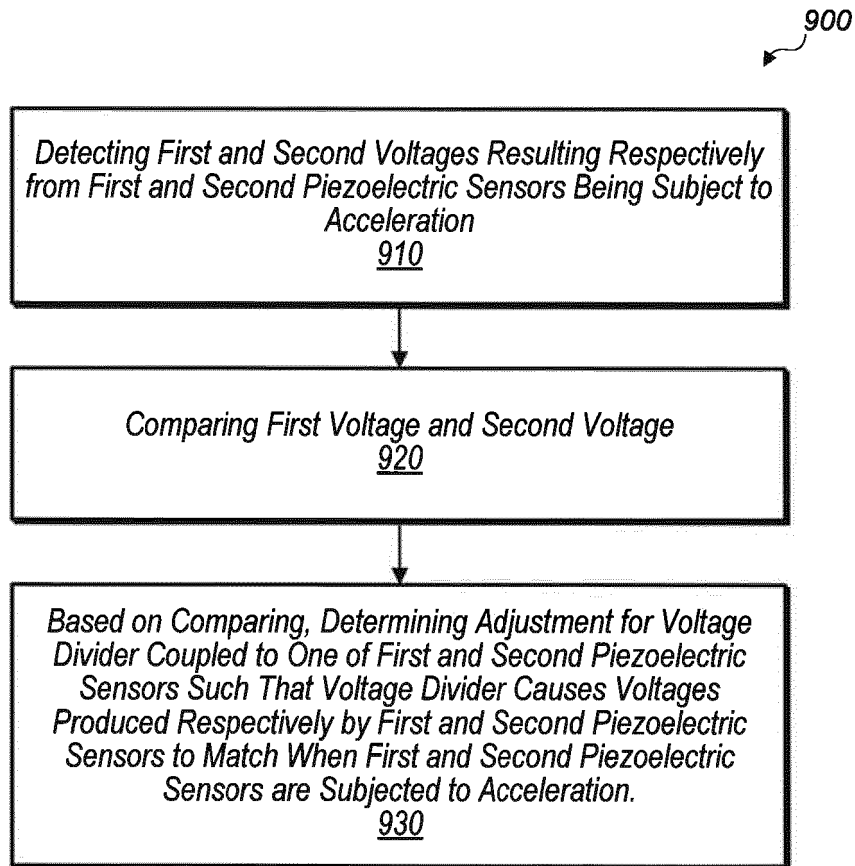 900
Detecting First and Second Voltages Resulting Respectively
from First and Second Piezoelectric Sensors Being Subject to
Acceleration
910
Comparing First Voltage and Second Voltage
920
Based on Comparing, Determining Adjustment for Voltage
Divider Coupled to One of First and Second Piezoelectric
Sensors Such That Voltage Divider Causes Voltages
Produced Respectively by First and Second Piezoelectric
Sensors to Match When First and Second Piezoelectric
Sensors are Subjected to Acceleration.
930